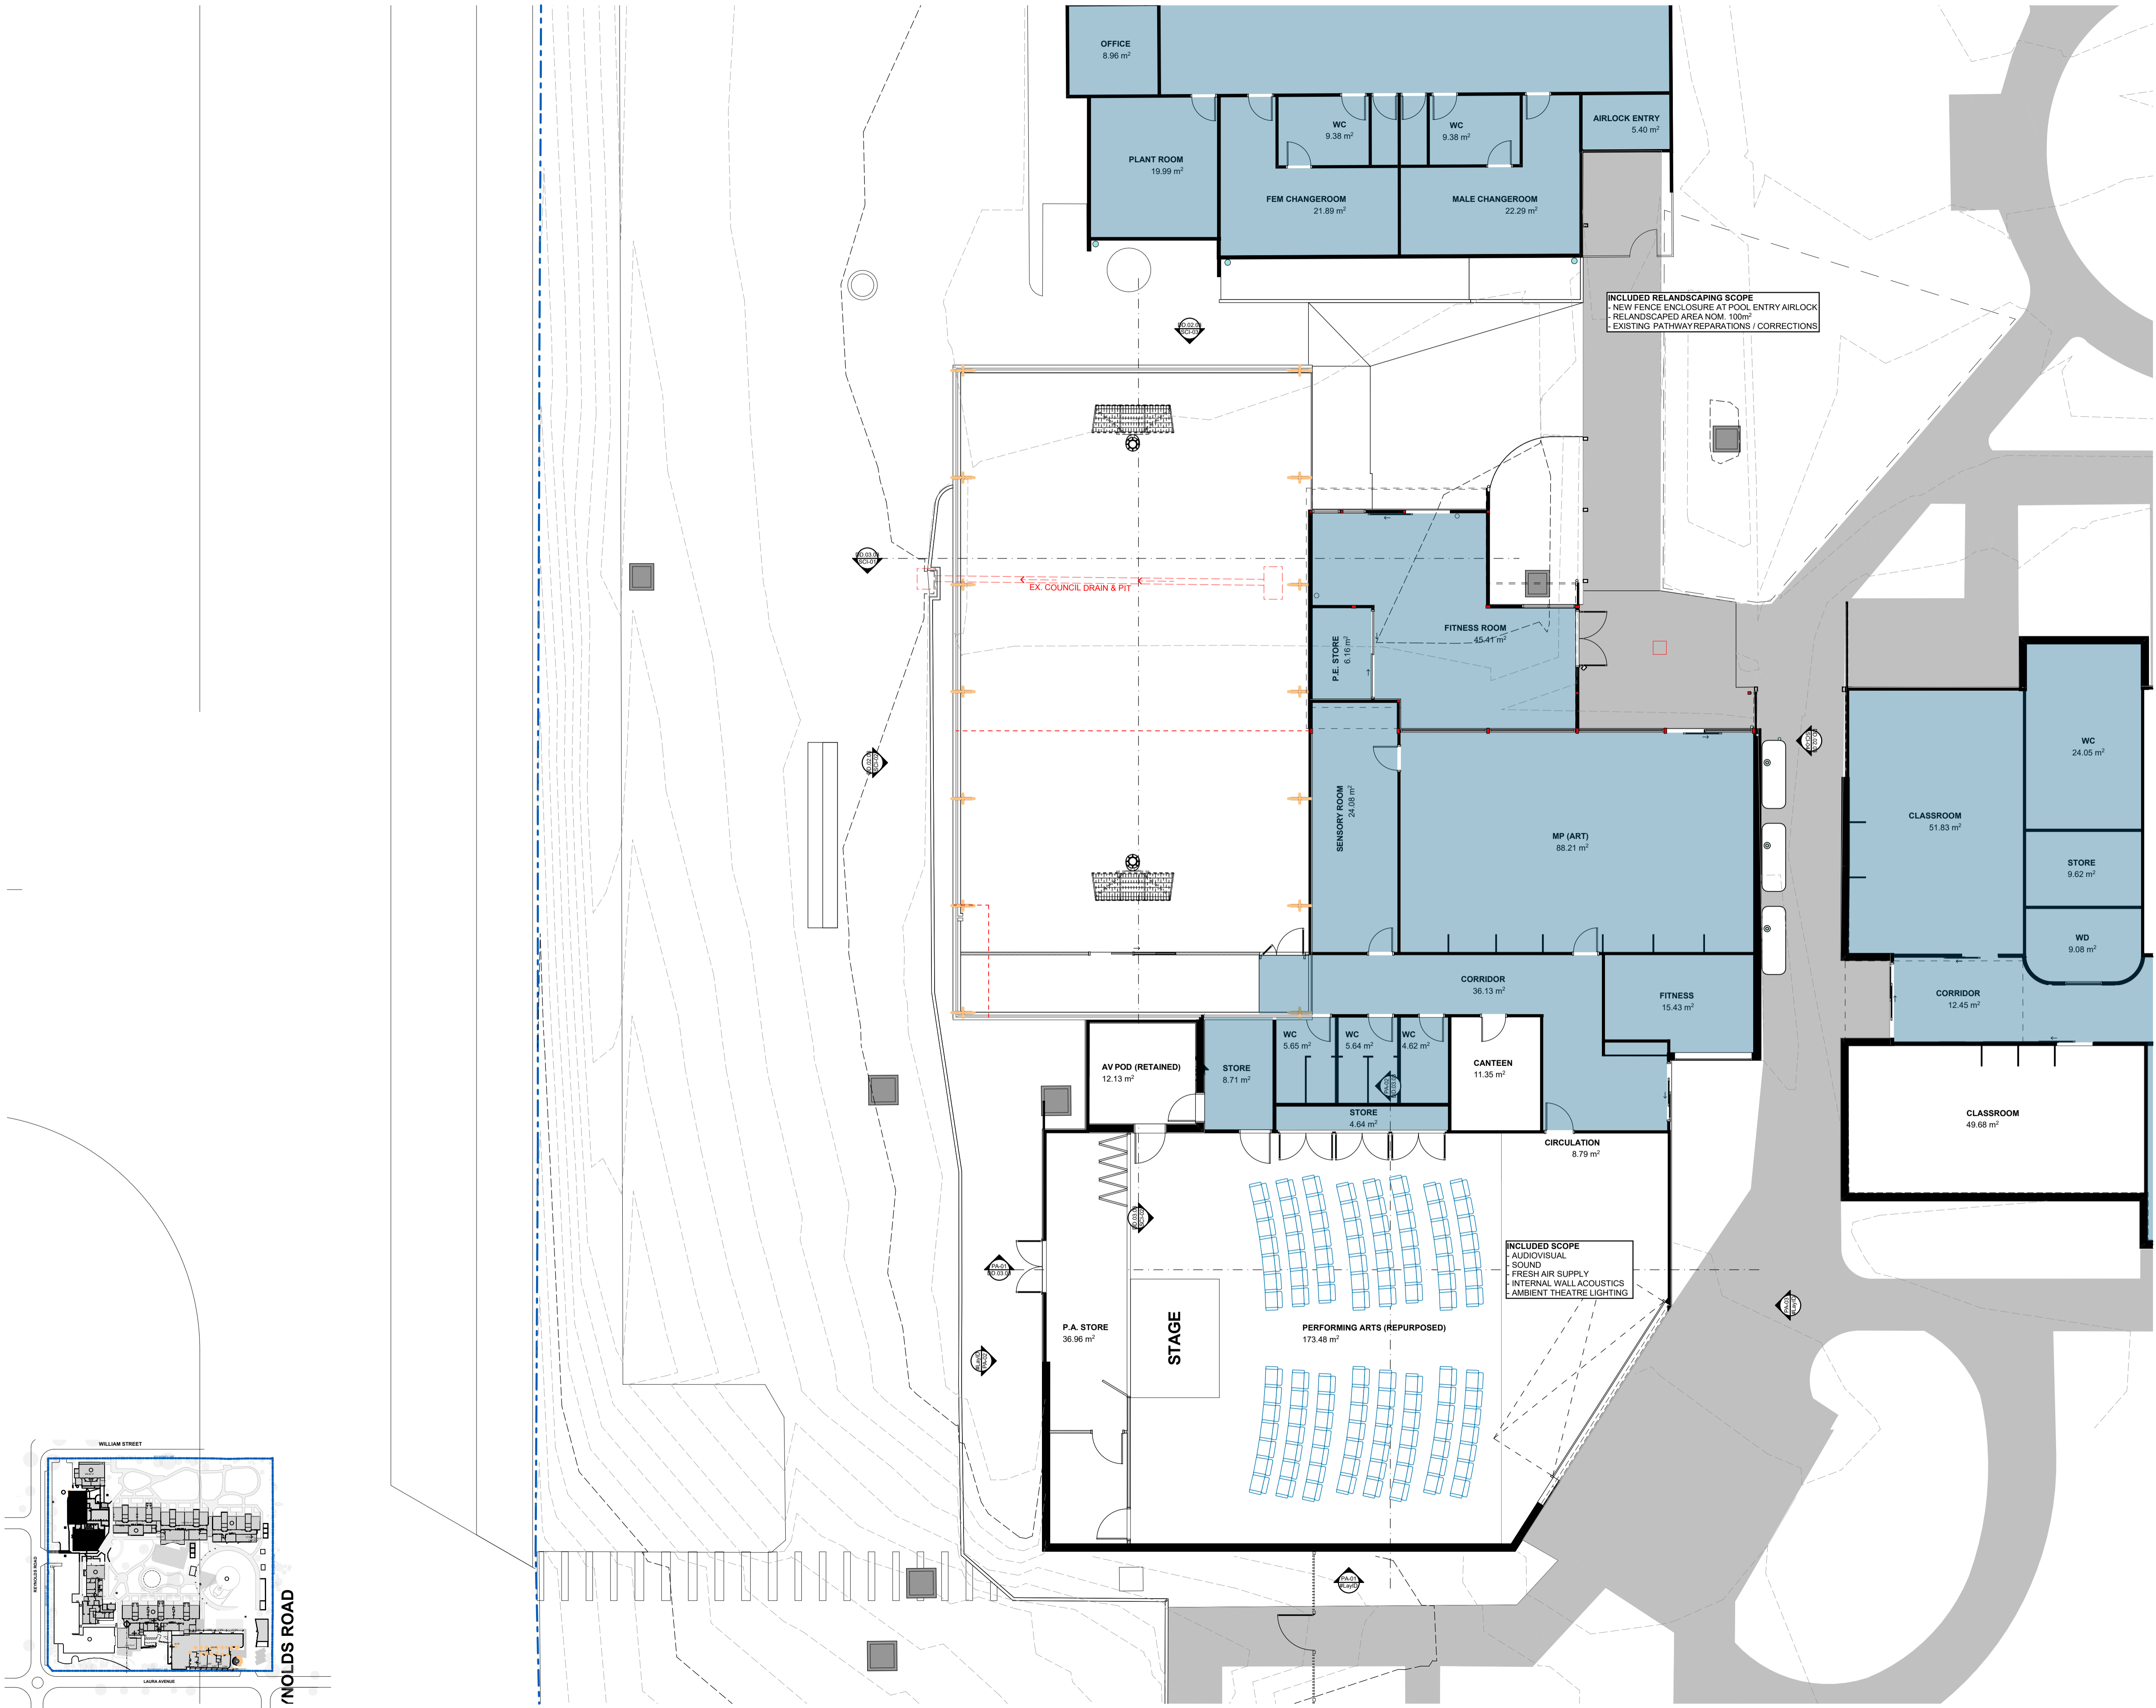 OFFICE
8.96 m²
WC
9.38 m²
WC
9.38 m²
AIRLOCK ENTRY
5.40 m²
PLANT ROOM
19.99 m²
FEM CHANGEROOM
21.89 m²
MALE CHANGEROOM
22.29 m²
INCLUDED RELANDSCAPING SCOPE
- NEW FENCE ENCLOSURE AT POOL ENTRY AIRLOCK
- RELANDSCAPED AREA NOM. 100m²
- EXISTING PATHWAY REPARATIONS / CORRECTIONS
EX. COUNCIL DRAIN & PIT
FITNESS ROOM
45.41 m²
P.E. STORE
6.16 m²
SENSORY ROOM
24.08 m²
MP (ART)
88.21 m²
CLASSROOM
51.83 m²
WC
24.05 m²
STORE
9.62 m²
WD
9.08 m²
CORRIDOR
36.13 m²
FITNESS
15.43 m²
CORRIDOR
12.45 m²
AV POD (RETAINED)
12.13 m²
STORE
8.71 m²
WC
5.65 m²
WC
5.64 m²
WC
4.62 m²
CANTEEN
11.35 m²
STORE
4.64 m²
CIRCULATION
8.79 m²
CLASSROOM
49.68 m²
INCLUDED SCOPE
- AUDIOVISUAL
- SOUND
- FRESH AIR SUPPLY
- INTERNAL WALL ACOUSTICS
- AMBIENT THEATRE LIGHTING
PA-01
P.A. STORE
36.96 m²
STAGE
PERFORMING ARTS (REPURPOSED)
173.48 m²
PA-01
#LayID
WILLIAM STREET
REYNOLDS ROAD
LAURA AVENUE
YNOLDS ROAD